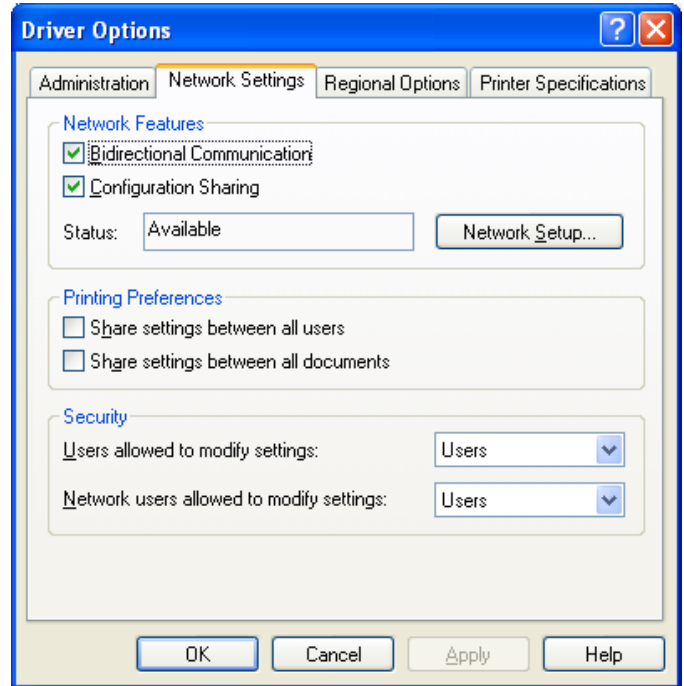 Driver Options
Administration Network Settings Regional Options Printer Specifications
Network Features
Bidirectional Communication
Configuration Sharing
Status: Available Network Setup...
Printing Preferences
Share settings between all users
Share settings between all documents
Security
Users allowed to modify settings: Users
Network users allowed to modify settings: Users
OK Cancel Apply Help